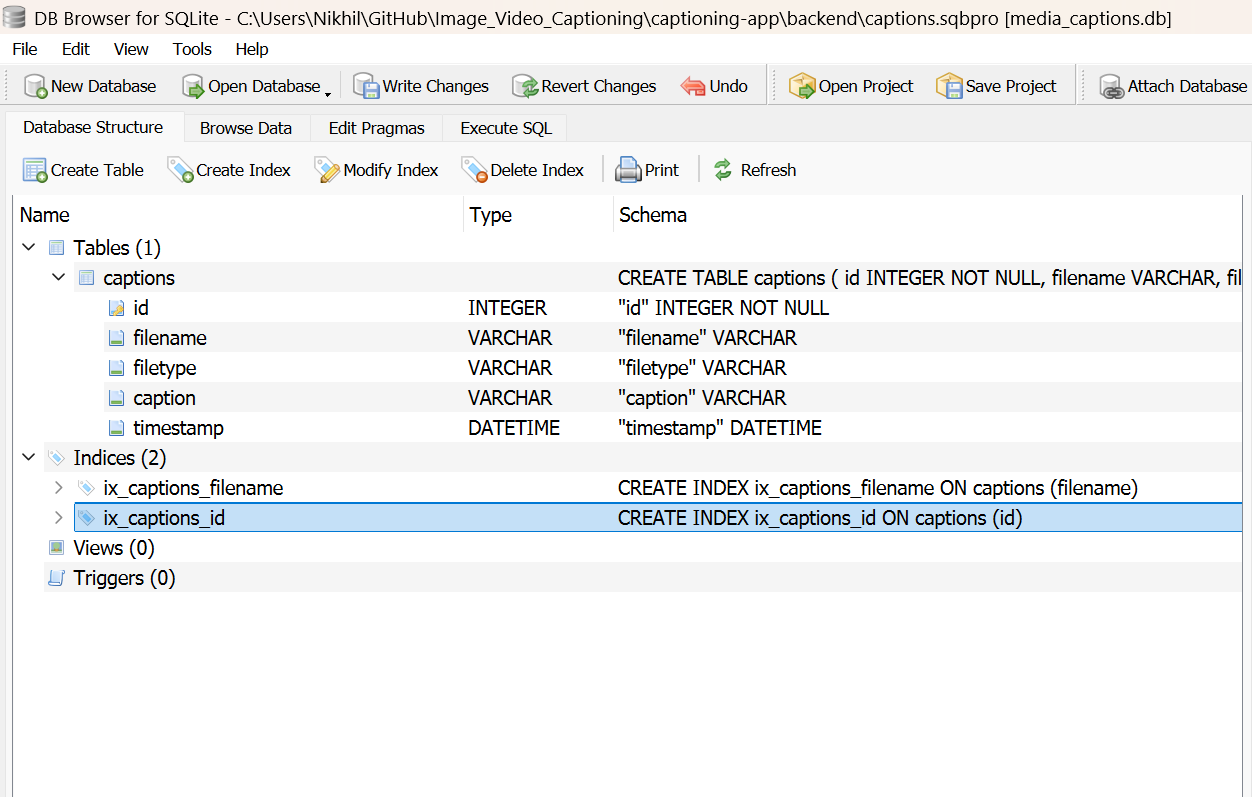 DB Browser for SQLite - C:\Users\Nikhil\GitHub\Image_Video_Captioning\captioning-app\backend\captions.sqbpro [media_captions.db]
File Edit View Tools Help
New Database Open Database Write Changes Revert Changes Undo Open Project Save Project Attach Database
Database Structure Browse Data Edit Pragmas Execute SQL
Create Table Create Index Modify Index Delete Index Print Refresh
Name Type Schema
Tables (1)
captions CREATE TABLE captions ( id INTEGER NOT NULL, filename VARCHAR, fil
id INTEGER "id" INTEGER NOT NULL
filename VARCHAR "filename" VARCHAR
filetype VARCHAR "filetype" VARCHAR
caption VARCHAR "caption" VARCHAR
timestamp DATETIME "timestamp" DATETIME
Indices (2)
ix_captions_filename CREATE INDEX ix_captions_filename ON captions (filename)
ix_captions_id CREATE INDEX ix_captions_id ON captions (id)
Views (0)
Triggers (0)